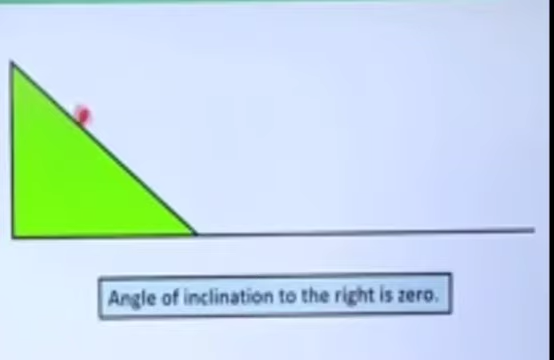 Angle of inclination to the right is zero.